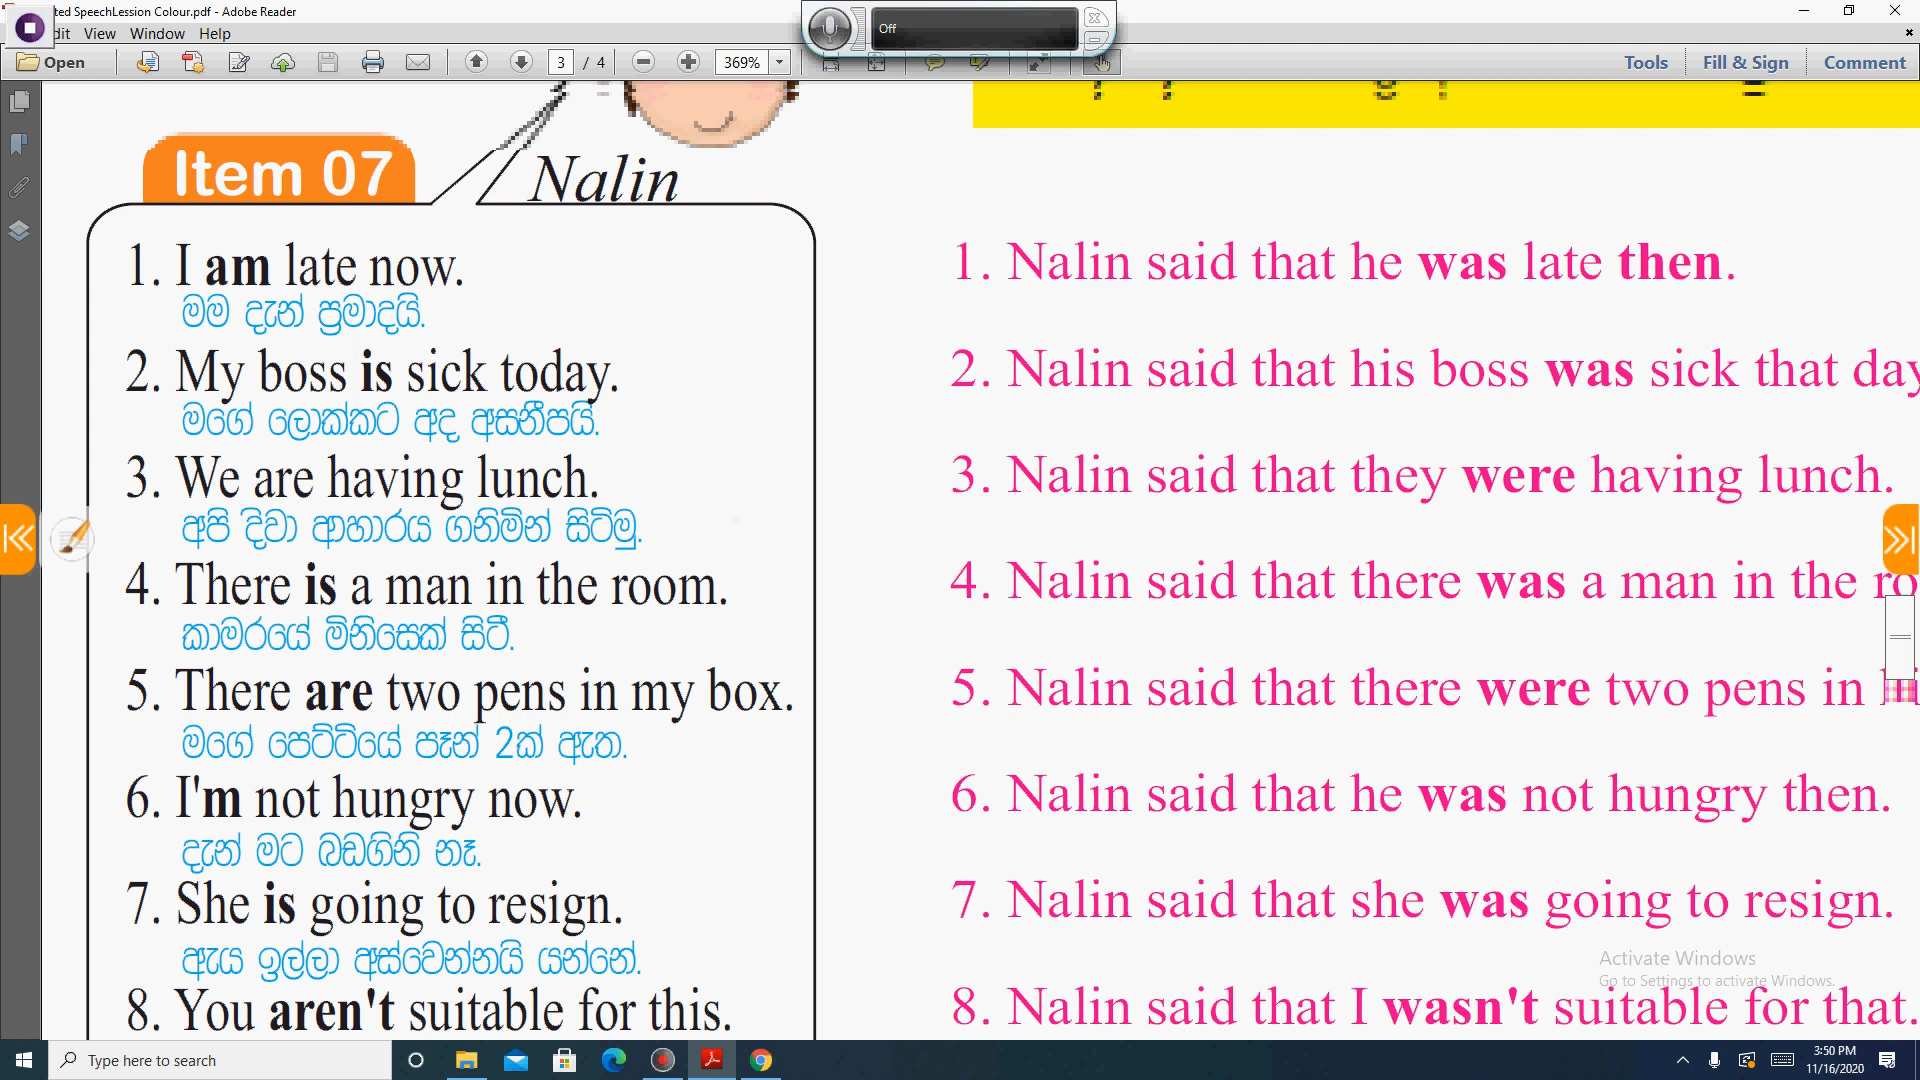 ted SpeechLession Colour.pdf - Adobe Reader
Off
dit View Window Help
Open
3 / 4
369%
Tools Fill & Sign Comment
Item 07
Nalin
1. I am late now.
මම දැන් ප්‍රමාදයි.
2. My boss is sick today.
මගේ ලොක්කට අද අසනීපයි.
3. We are having lunch.
අපි දිවා ආහාරය ගනිමින් සිටිමු.
4. There is a man in the room.
කාමරයේ මිනිසෙක් සිටී.
5. There are two pens in my box.
මගේ පෙට්ටියේ පෑන් 2ක් ඇත.
6. I'm not hungry now.
දැන් මට බඩගිනි නෑ.
7. She is going to resign.
ඇය ඉල්ලා අස්වෙන්නයි යන්නේ.
8. You aren't suitable for this.
1. Nalin said that he was late then.
2. Nalin said that his boss was sick that day
3. Nalin said that they were having lunch.
4. Nalin said that there was a man in the ro
5. Nalin said that there were two pens in
6. Nalin said that he was not hungry then.
7. Nalin said that she was going to resign.
8. Nalin said that I wasn't suitable for that.
Activate Windows
Go to Settings to activate Windows.
Type here to search
3:50 PM
11/16/2020